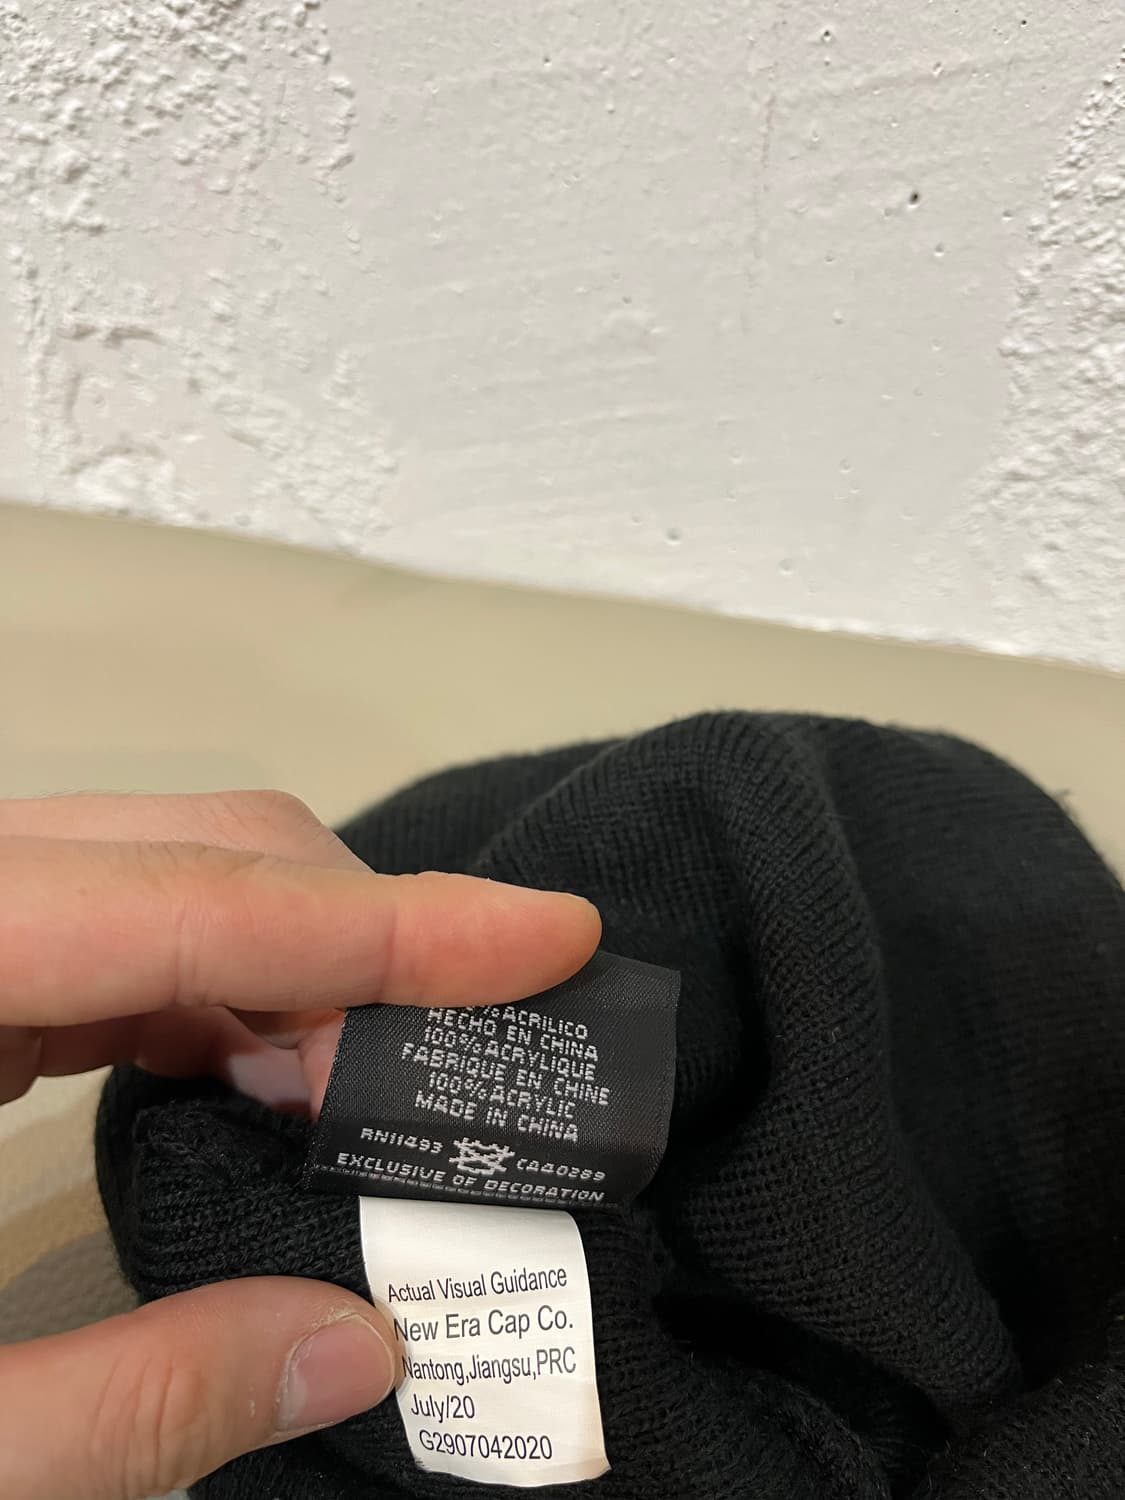 % ACRILICO
HECHO EN CHINA
100% ACRYLIQUE
FABRIQUE EN CHINE
100% ACRYLIC
MADE IN CHINA
RN11493 CA40289
EXCLUSIVE OF DECORATION
Actual Visual Guidance
New Era Cap Co.
Nantong,Jiangsu,PRC
July/20
G2907042020